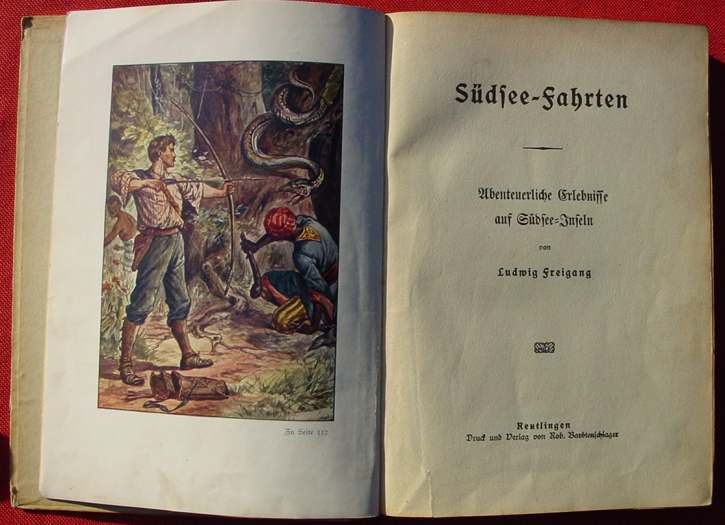 Zu Seite 112
Südsee-Fahrten
Abenteuerliche Erlebnisse
auf Südsee-Inseln
von
Ludwig Freigang
Reutlingen
Druck und Verlag von Rob. Bardtenschlager